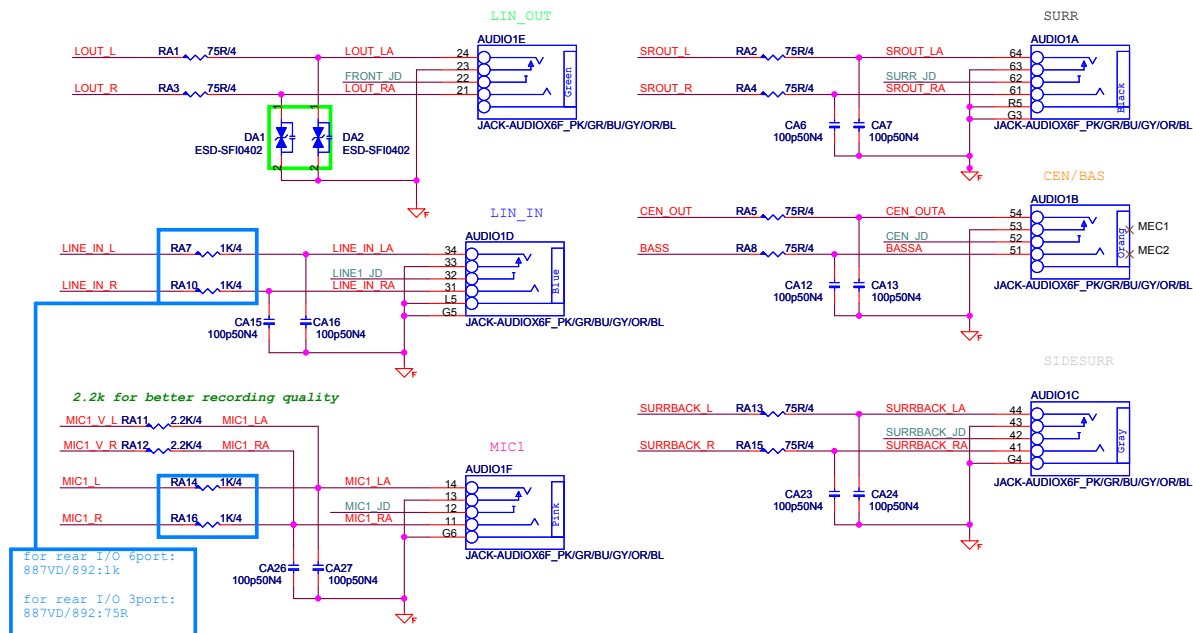 LIN_OUT
AUDIO1E
LOUT_L RA1 75R/4 LOUT_LA 24
23
FRONT_JD 22
LOUT_R RA3 75R/4 LOUT_RA 21
Green
JACK-AUDIOX6F_PK/GR/BU/GY/OR/BL
1 1
DA1 DA2
ESD-SFI0402 ESD-SFI0402
2 2
F
LIN_IN
AUDIO1D
LINE_IN_L RA7 1K/4 LINE_IN_LA 34
33
LINE1_JD 32
LINE_IN_R RA10 1K/4 LINE_IN_RA 31
L5
G5
Blue
JACK-AUDIOX6F_PK/GR/BU/GY/OR/BL
CA15 CA16
100p50N4 100p50N4
F
2.2k for better recording quality
MIC1_V_L RA11 2.2K/4 MIC1_LA
MIC1_V_R RA12 2.2K/4 MIC1_RA
MIC1
AUDIO1F
MIC1_L RA14 1K/4 MIC1_LA 14
13
MIC1_JD 12
MIC1_R RA16 1K/4 MIC1_RA 11
G6
Pink
JACK-AUDIOX6F_PK/GR/BU/GY/OR/BL
CA26 CA27
100p50N4 100p50N4
F
for rear I/O 6port:
887VD/892:1k
for rear I/O 3port:
887VD/892:75R
SURR
AUDIO1A
SROUT_L RA2 75R/4 SROUT_LA 64
63
SURR_JD 62
SROUT_R RA4 75R/4 SROUT_RA 61
R5
G3
Black
JACK-AUDIOX6F_PK/GR/BU/GY/OR/BL
CA6 CA7
100p50N4 100p50N4
F
CEN/BAS
AUDIO1B
CEN_OUT RA5 75R/4 CEN_OUTA 54
53
CEN_JD 52
BASS RA8 75R/4 BASSA 51
Orang
MEC1
MEC2
JACK-AUDIOX6F_PK/GR/BU/GY/OR/BL
CA12 CA13
100p50N4 100p50N4
F
SIDESURR
AUDIO1C
SURRBACK_L RA13 75R/4 SURRBACK_LA 44
43
SURRBACK_JD 42
SURRBACK_R RA15 75R/4 SURRBACK_RA 41
G4
Gray
JACK-AUDIOX6F_PK/GR/BU/GY/OR/BL
CA23 CA24
100p50N4 100p50N4
F